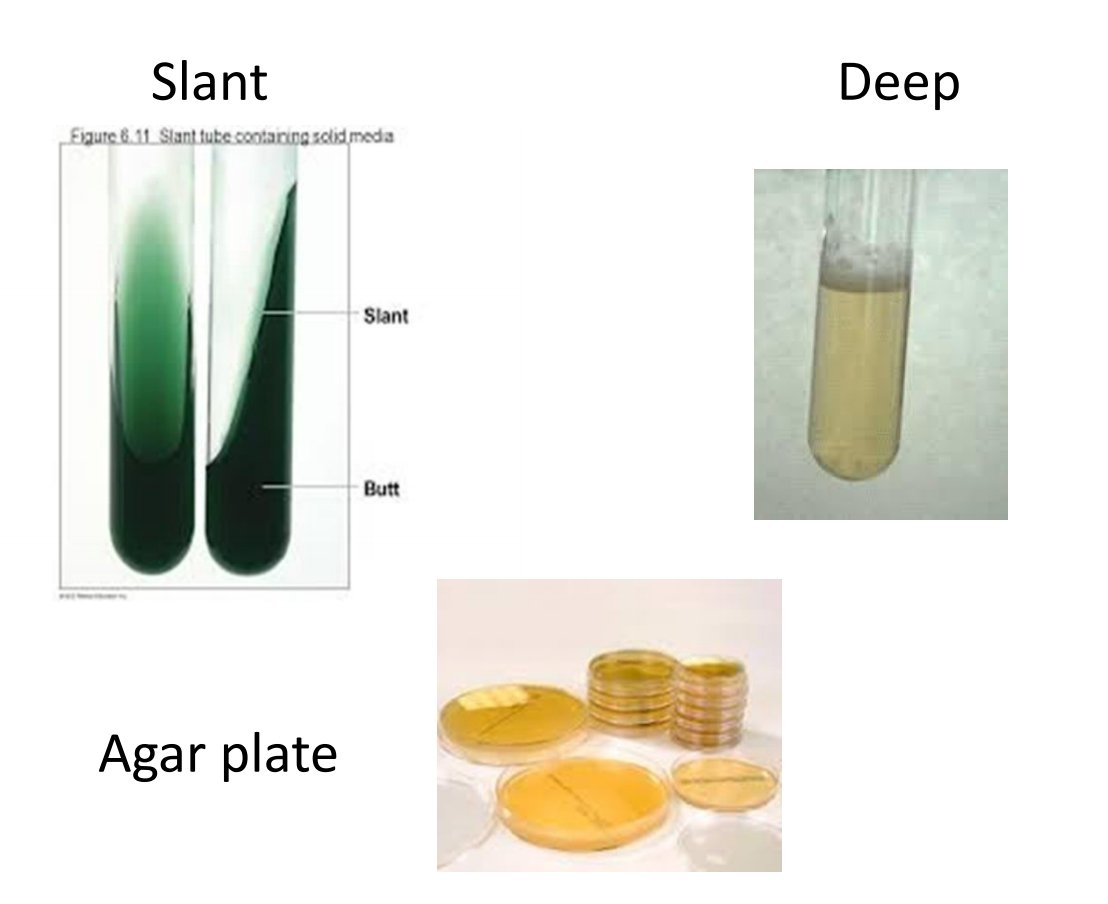 Slant
Deep
Figure 6.11 Slant tube containing solid media
Slant
Butt
Agar plate